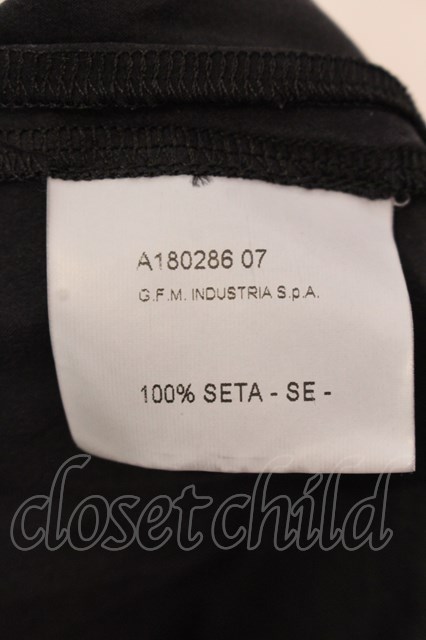 A180286 07
G.F.M. INDUSTRIA S.p.A.
100% SETA - SE -
closetchild